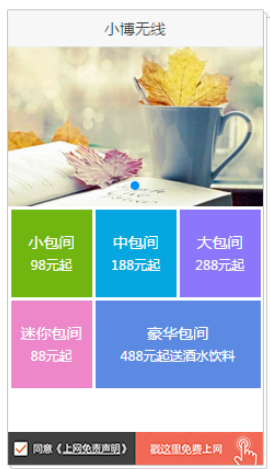 小博无线
小包间
98元起
中包间
188元起
大包间
288元起
迷你包间
88元起
豪华包间
488元起送酒水饮料
同意《上网免责声明》
戳这里免费上网